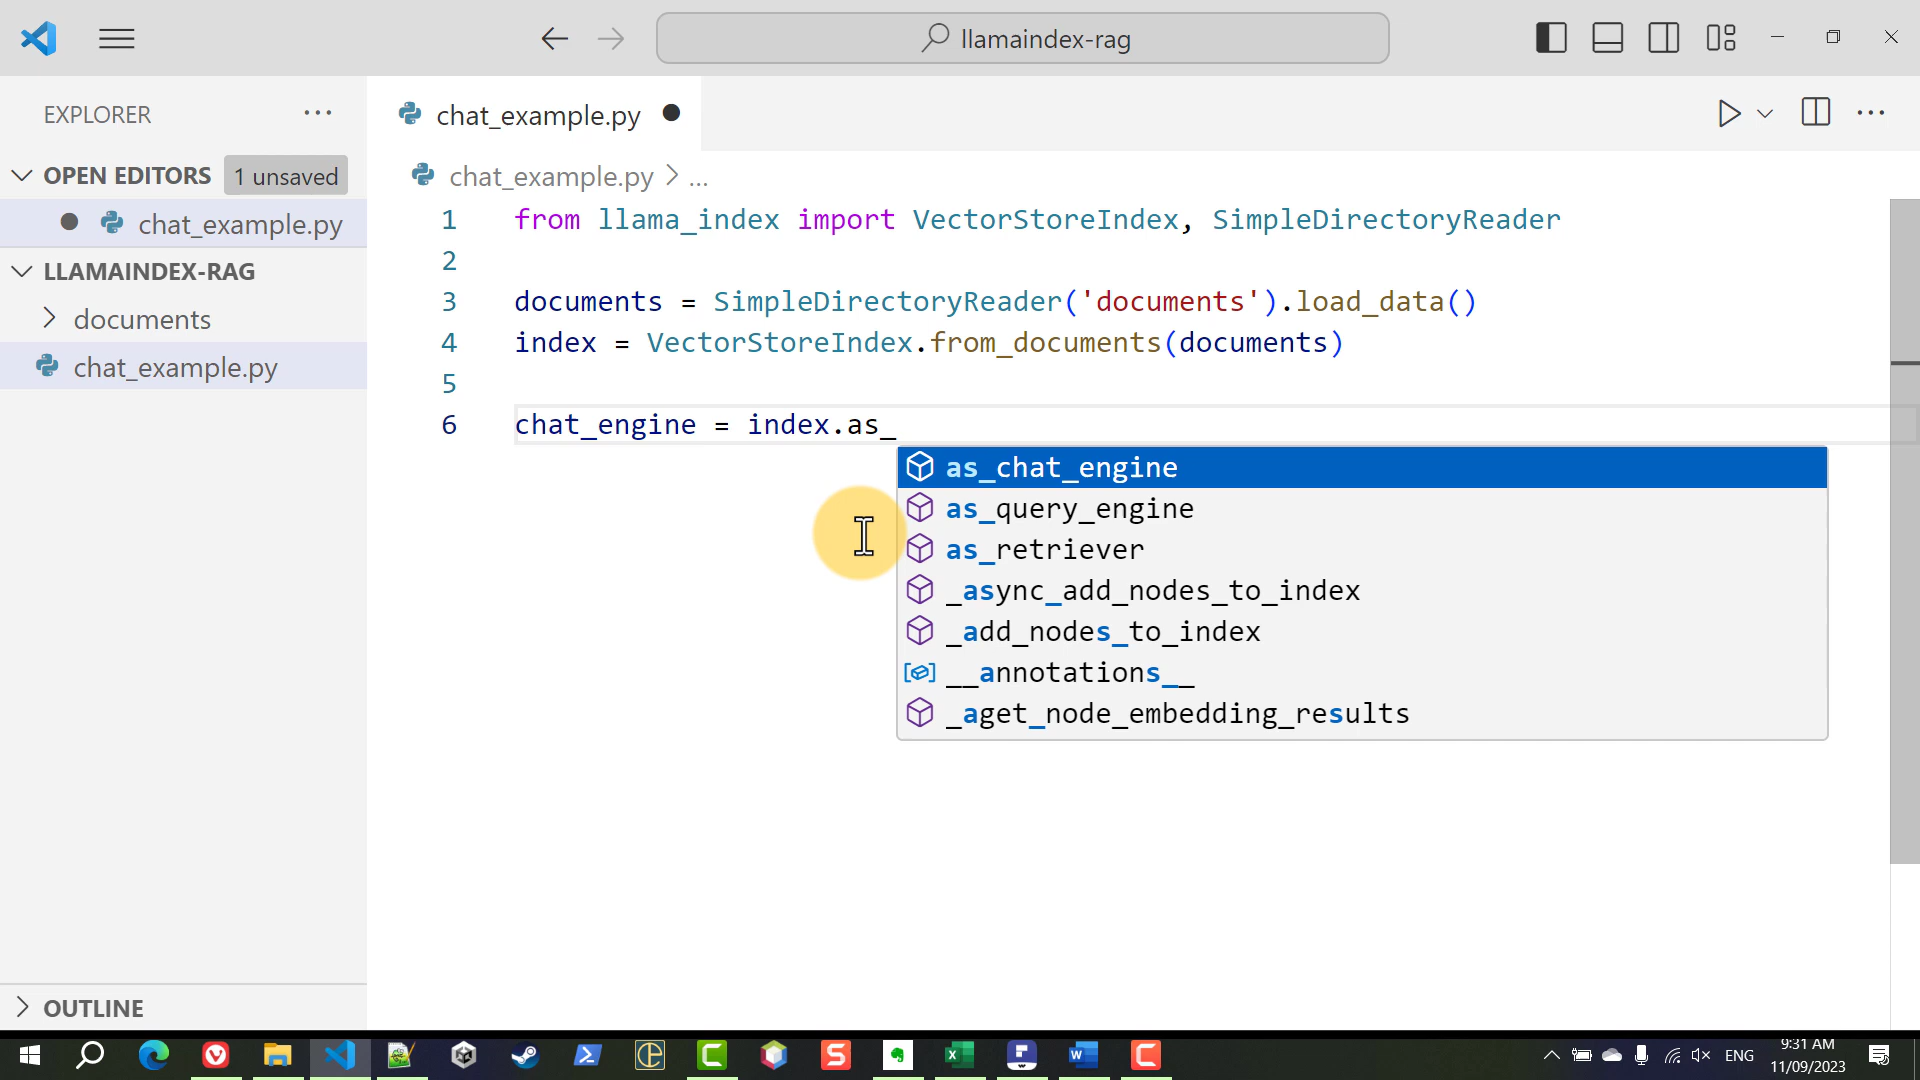 llamaindex-rag
EXPLORER
chat_example.py
OPEN EDITORS 1 unsaved
chat_example.py
LLAMAINDEX-RAG
documents
chat_example.py
OUTLINE
chat_example.py > ...
1 from llama_index import VectorStoreIndex, SimpleDirectoryReader
2
3 documents = SimpleDirectoryReader('documents').load_data()
4 index = VectorStoreIndex.from_documents(documents)
5
6 chat_engine = index.as_
as_chat_engine
as_query_engine
as_retriever
_async_add_nodes_to_index
_add_nodes_to_index
__annotations__
_aget_node_embedding_results
ENG
9:31 AM
11/09/2023